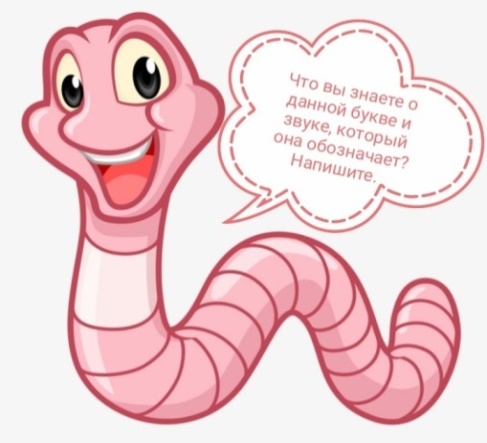 Что вы знаете о
данной букве и
звуке, который
она обозначает?
Напишите.